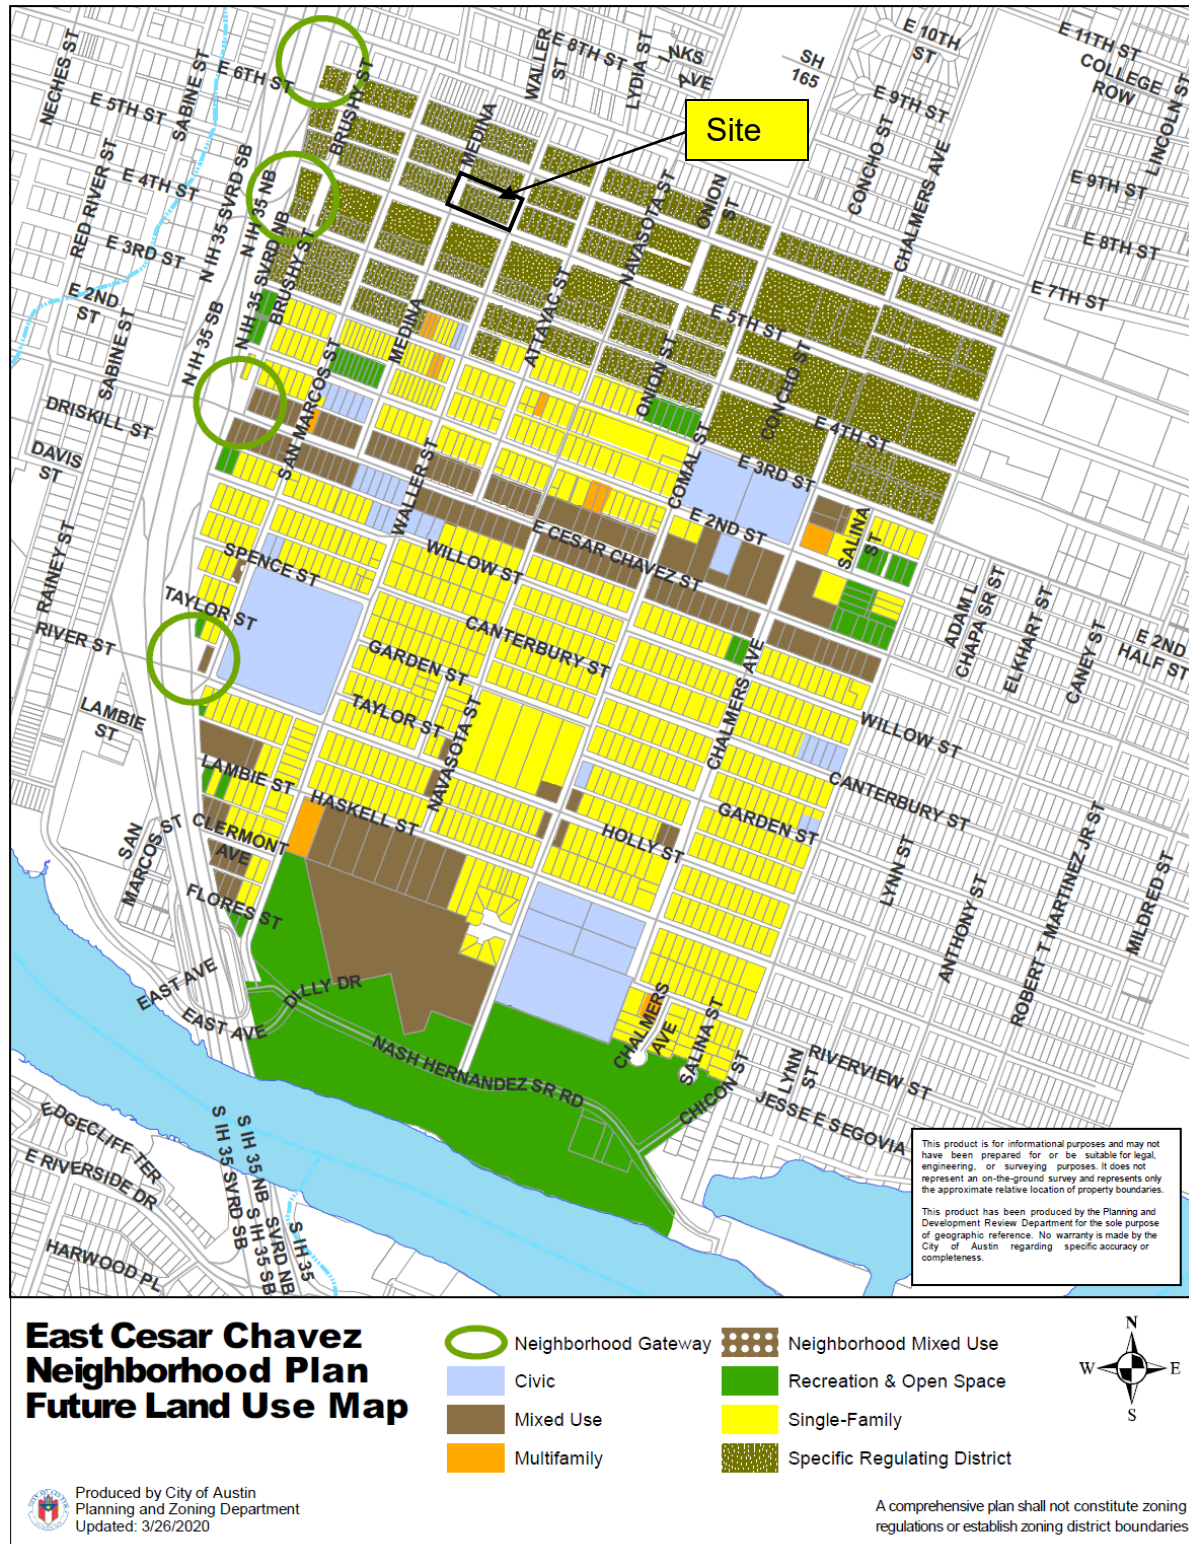 NECHES ST
SABINE ST
E 6TH ST
E 5TH ST
E 4TH ST
RED RIVER ST
E 3RD ST
E 2ND
ST
SABINE ST
N IH 35 SVRD SB
N IH 35 NB
N IH 35 SB
N IH 35 SVRD NB
BRUSHY ST
BRUSHY ST
MEDINA
WALLER
ST
E 8TH ST
LYDIA ST
INKS
AVE
SH
165
E 10TH
ST
E 11TH ST
COLLEGE
ROW
LINCOLN ST
E 9TH ST
CONCHO ST
CHALMERS AVE
E 9TH ST
E 8TH ST
E 7TH ST
Site
NAVASOTA ST
ONION
ST
E 5TH ST
ATTAYAC ST
MEDINA
SAN MARCOS ST
ONION ST
CONCHO ST
E 4TH ST
COMAL ST
E 3RD ST
E 2ND ST
SALINA
ST
DRISKILL ST
DAVIS
ST
RAINEY ST
WALLER ST
E CESAR CHAVEZ ST
WILLOW ST
SPENCE ST
TAYLOR ST
RIVER ST
CANTERBURY ST
GARDEN ST
TAYLOR ST
NAVASOTA ST
CHALMERS AVE
ADAM L
CHAPA SR ST
ELKHART ST
CANEY ST
E 2ND
HALF ST
WILLOW ST
CANTERBURY ST
GARDEN ST
LAMBIE
ST
LAMBIE ST
HASKELL ST
HOLLY ST
SAN
MARCOS ST
CLERMONT
AVE
FLORES ST
LYNN ST
ANTHONY ST
ROBERT T MARTINEZ JR ST
MILDRED ST
EAST AVE
EAST AVE
DILLY DR
NASH HERNANDEZ SR RD
CHALMERS
AVE
SALINA ST
CHICON ST
LYNN
ST
RIVERVIEW ST
JESSE E SEGOVIA
EDGECLIFF TER
E RIVERSIDE DR
HARWOOD PL
S IH 35 SVRD SB
S IH 35 NB
S IH 35 SB
SVRD NB
S IH 35
This product is for informational purposes and may not
have been prepared for or be suitable for legal,
engineering, or surveying purposes. It does not
represent an on-the-ground survey and represents only
the approximate relative location of property boundaries.
This product has been produced by the Planning and
Development Review Department for the sole purpose
of geographic reference. No warranty is made by the
City of Austin regarding specific accuracy or
completeness.
East Cesar Chavez
Neighborhood Plan
Future Land Use Map
Neighborhood Gateway
Civic
Mixed Use
Multifamily
Neighborhood Mixed Use
Recreation & Open Space
Single-Family
Specific Regulating District
N
W
E
S
Produced by City of Austin
Planning and Zoning Department
Updated: 3/26/2020
A comprehensive plan shall not constitute zoning
regulations or establish zoning district boundaries